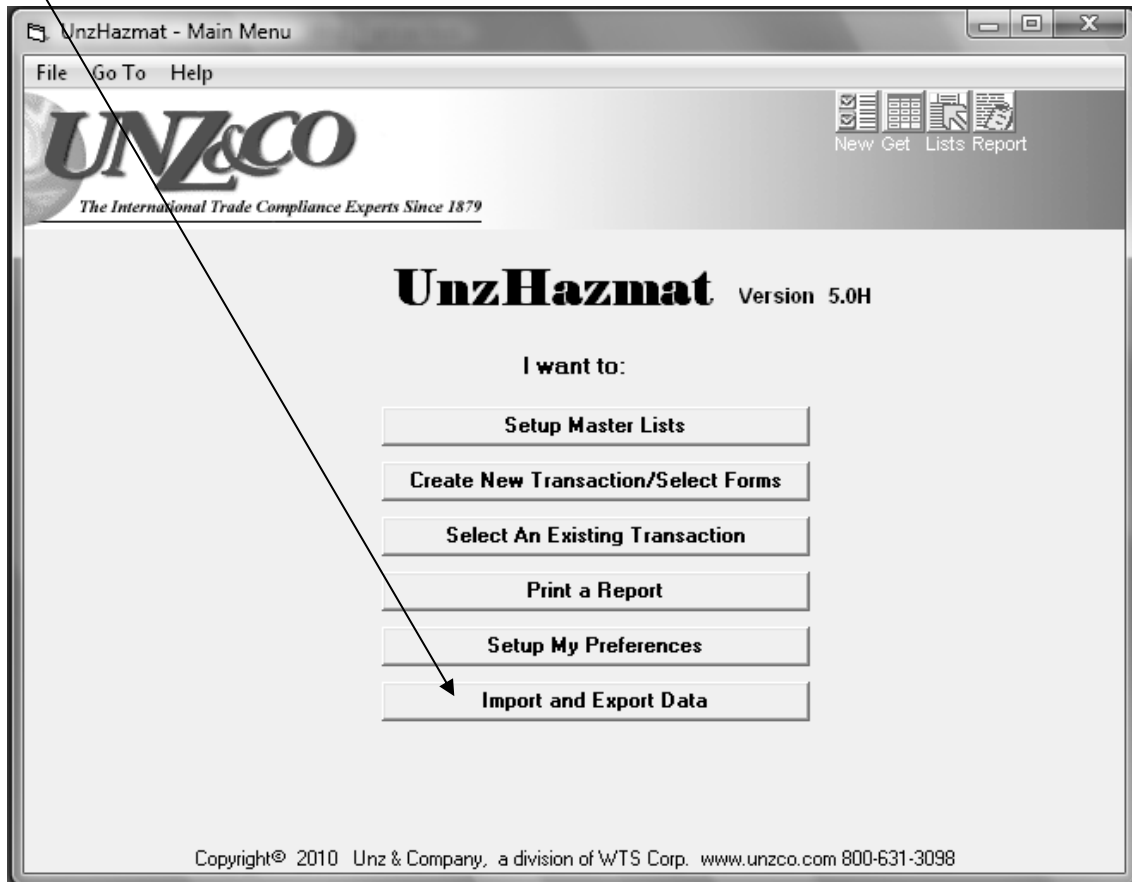 UnzHazmat - Main Menu
File Go To Help
UNZ&CO
New Get Lists Report
The International Trade Compliance Experts Since 1879
UnzHazmat Version 5.0H
I want to:
Setup Master Lists
Create New Transaction/Select Forms
Select An Existing Transaction
Print a Report
Setup My Preferences
Import and Export Data
Copyright© 2010 Unz & Company, a division of WTS Corp. www.unzco.com 800-631-3098